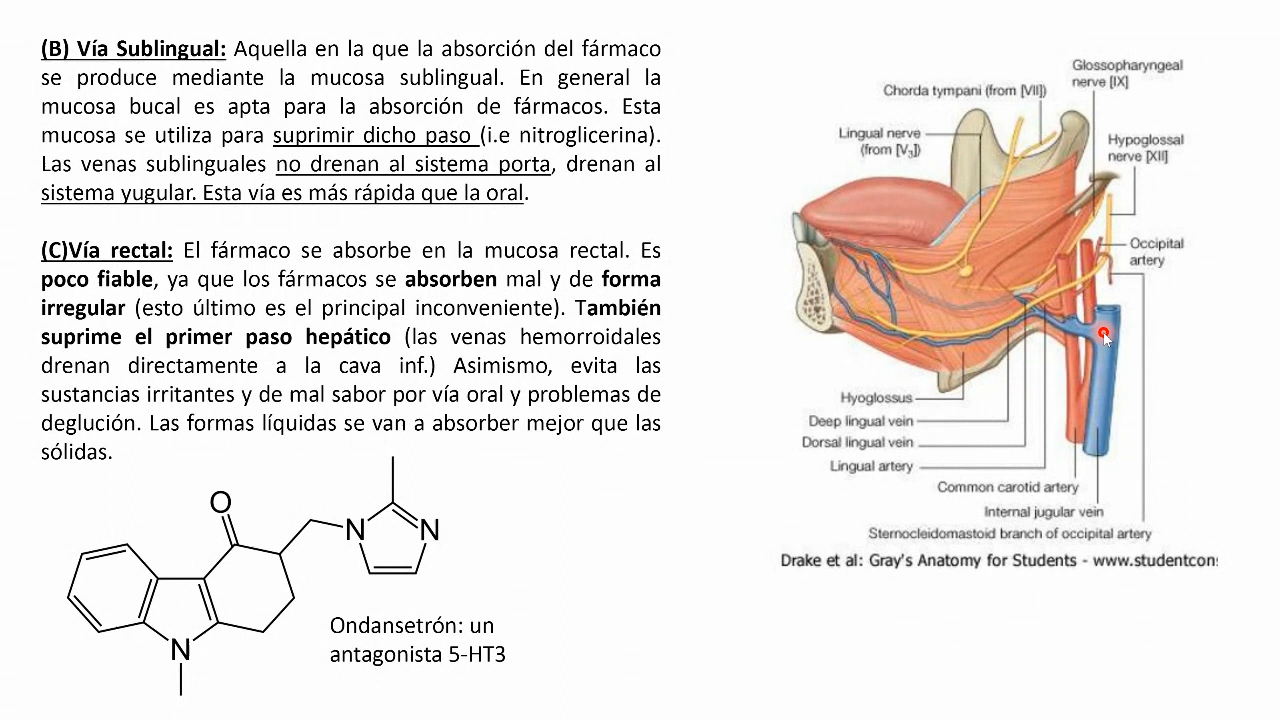 (B) Vía Sublingual: Aquella en la que la absorción del fármaco
se produce mediante la mucosa sublingual. En general la
mucosa bucal es apta para la absorción de fármacos. Esta
mucosa se utiliza para suprimir dicho paso (i.e nitroglicerina).
Las venas sublinguales no drenan al sistema porta, drenan al
sistema yugular. Esta vía es más rápida que la oral.
(C)Vía rectal: El fármaco se absorbe en la mucosa rectal. Es
poco fiable, ya que los fármacos se absorben mal y de forma
irregular (esto último es el principal inconveniente). También
suprime el primer paso hepático (las venas hemorroidales
drenan directamente a la cava inf.) Asimismo, evita las
sustancias irritantes y de mal sabor por vía oral y problemas de
deglución. Las formas líquidas se van a absorber mejor que las
sólidas.
O
N
N
N
Ondansetrón: un
antagonista 5-HT3
Glossopharyngeal
nerve [IX]
Chorda tympani (from [VII])
Lingual nerve
(from [V3])
Hypoglossal
nerve [XII]
Occipital
artery
Hyoglossus
Deep lingual vein
Dorsal lingual vein
Lingual artery
Common carotid artery
Internal jugular vein
Sternocleidomastoid branch of occipital artery
Drake et al: Gray's Anatomy for Students - www.studentcons